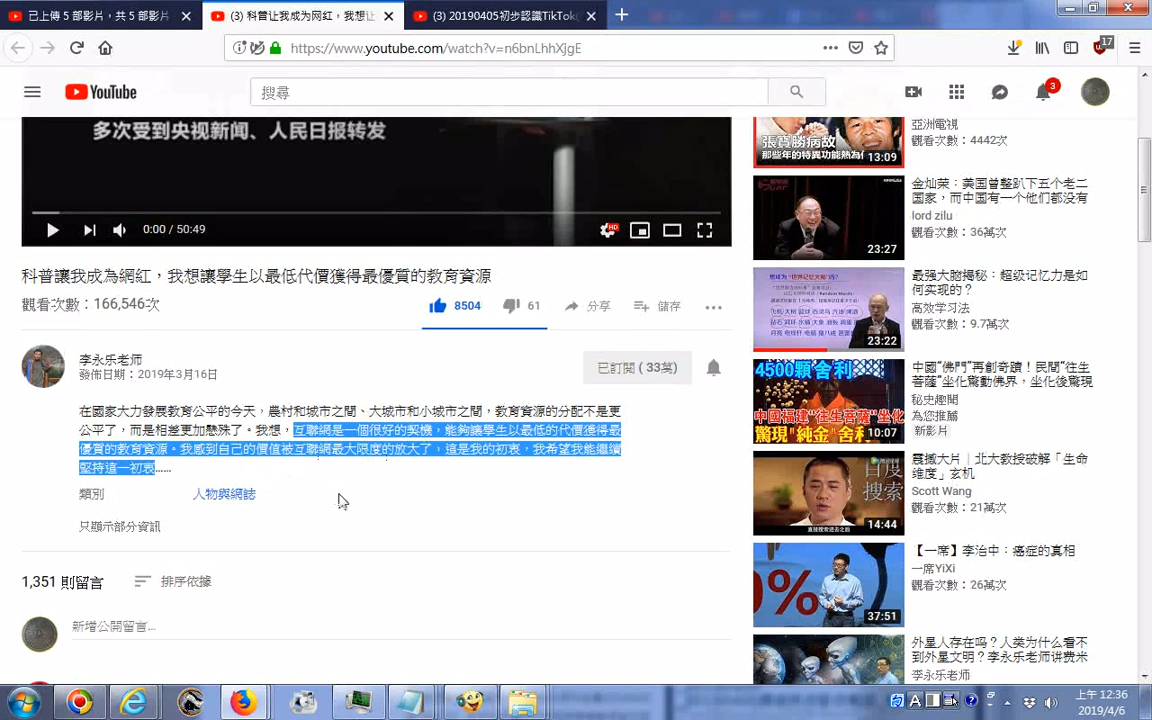 已上傳 5 部影片，共 5 部影片
(3) 科普让我成为网红，我想让
(3) 20190405初步認識TikTok
https://www.youtube.com/watch?v=n6bnLhhXJgE
17
YouTube
搜尋
3
多次受到央视新闻、人民日报转发
0:00 / 50:49
HD
科普讓我成為網紅，我想讓學生以最低代價獲得最優質的教育資源
觀看次數：166,546次
8504
61
分享
儲存
李永乐老师
發佈日期：2019年3月16日
已訂閱 (33萬)
在國家大力發展教育公平的今天，農村和城市之間、大城市和小城市之間，教育資源的分配不是更
公平了，而是相差更加懸殊了。我想，互聯網是一個很好的契機，能夠讓學生以最低的代價獲得最
優質的教育資源。我感到自己的價值被互聯網最大限度的放大了，這是我的初衷，我希望我能繼續
堅持這一初衷......
類別
人物與網誌
只顯示部分資訊
1,351 則留言
排序依據
新增公開留言...
張寶勝病故
那些年的特異功能熱為
13:09
亞洲電視
觀看次數：4442次
23:27
金灿荣：美国曾整趴下五个老二
国家，而中国有一个他们都没有
lord zilu
觀看次數：36萬次
23:22
最强大脑揭秘：超级记忆力是如
何实现的？
高效学习法
觀看次數：9.7萬次
4500顆舍利
中國福建"往生菩薩"坐化
驚現"純金"舍利
10:07
中國"佛門"再創奇蹟！民間"往生
菩薩"坐化驚動佛界，坐化後驚現
秘史趣聞
為您推薦
新影片
百度
搜索
14:44
震撼大片｜北大教授破解「生命
维度」玄机
Scott Wang
觀看次數：21萬次
0%
37:51
【一席】李治中：癌症的真相
一席YiXi
觀看次數：26萬次
外星人存在吗？人类为什么看不
到外星文明？李永乐老师讲费米
李永乐老师
上午 12:36
2019/4/6